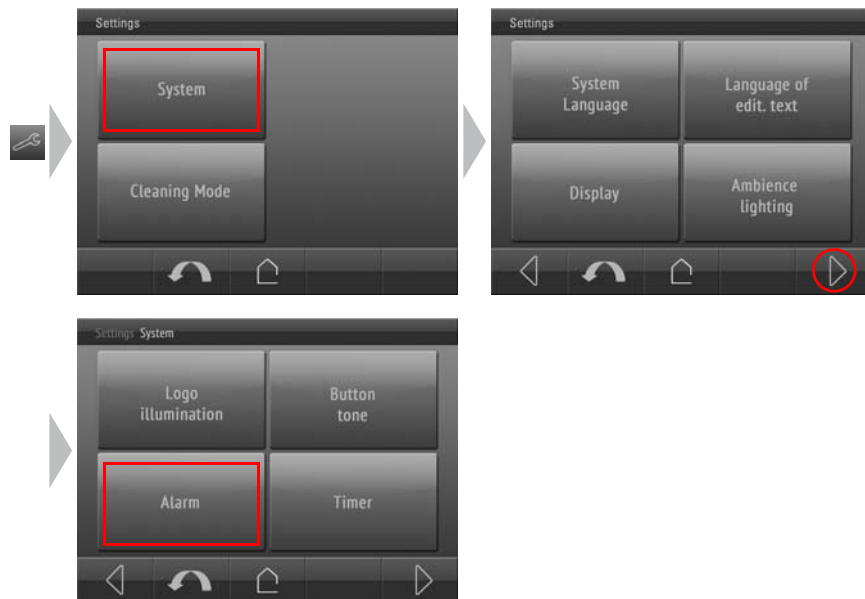 Settings
System
Cleaning Mode
Settings
System
Language
Language of
edit. text
Display
Ambience
lighting
Settings System
Logo
illumination
Button
tone
Alarm
Timer